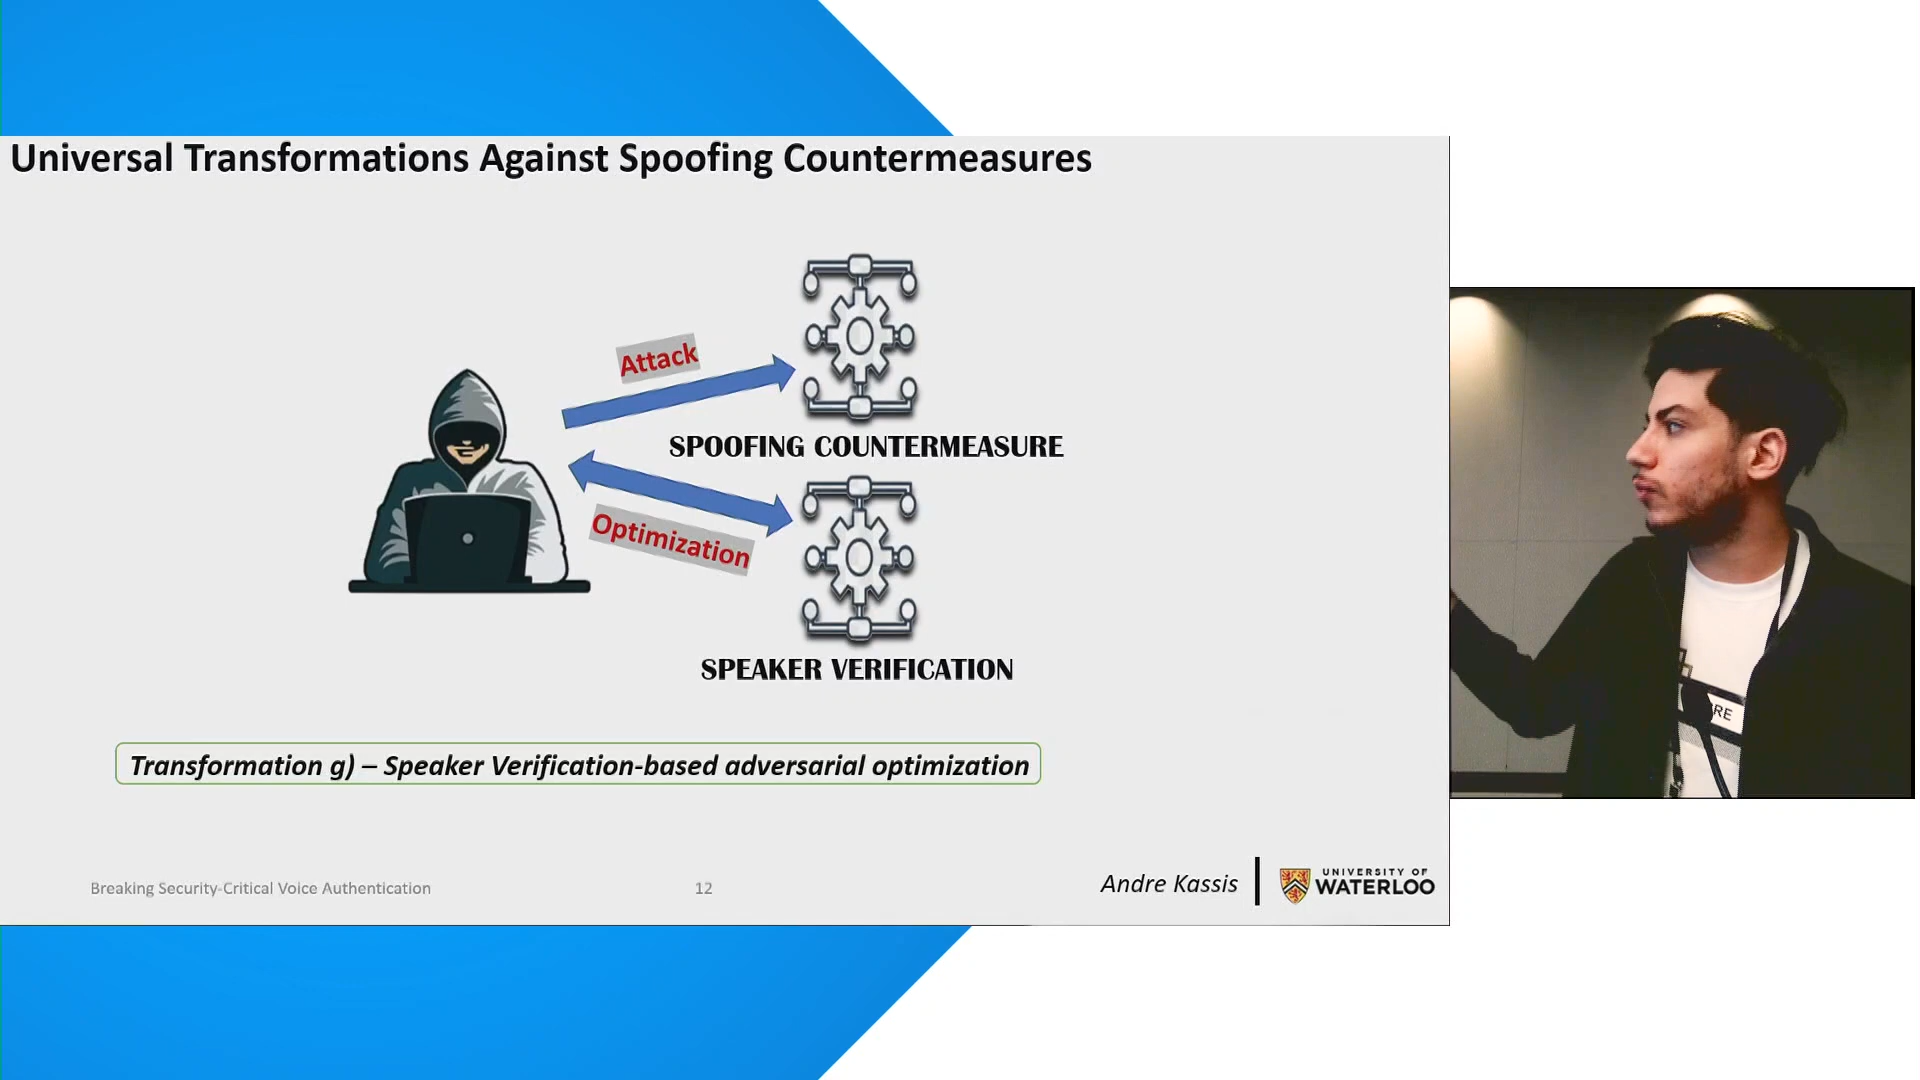 Universal Transformations Against Spoofing Countermeasures
Attack
SPOOFING COUNTERMEASURE
Optimization
SPEAKER VERIFICATION
Transformation g) – Speaker Verification-based adversarial optimization
Breaking Security-Critical Voice Authentication
12
Andre Kassis
UNIVERSITY OF
WATERLOO